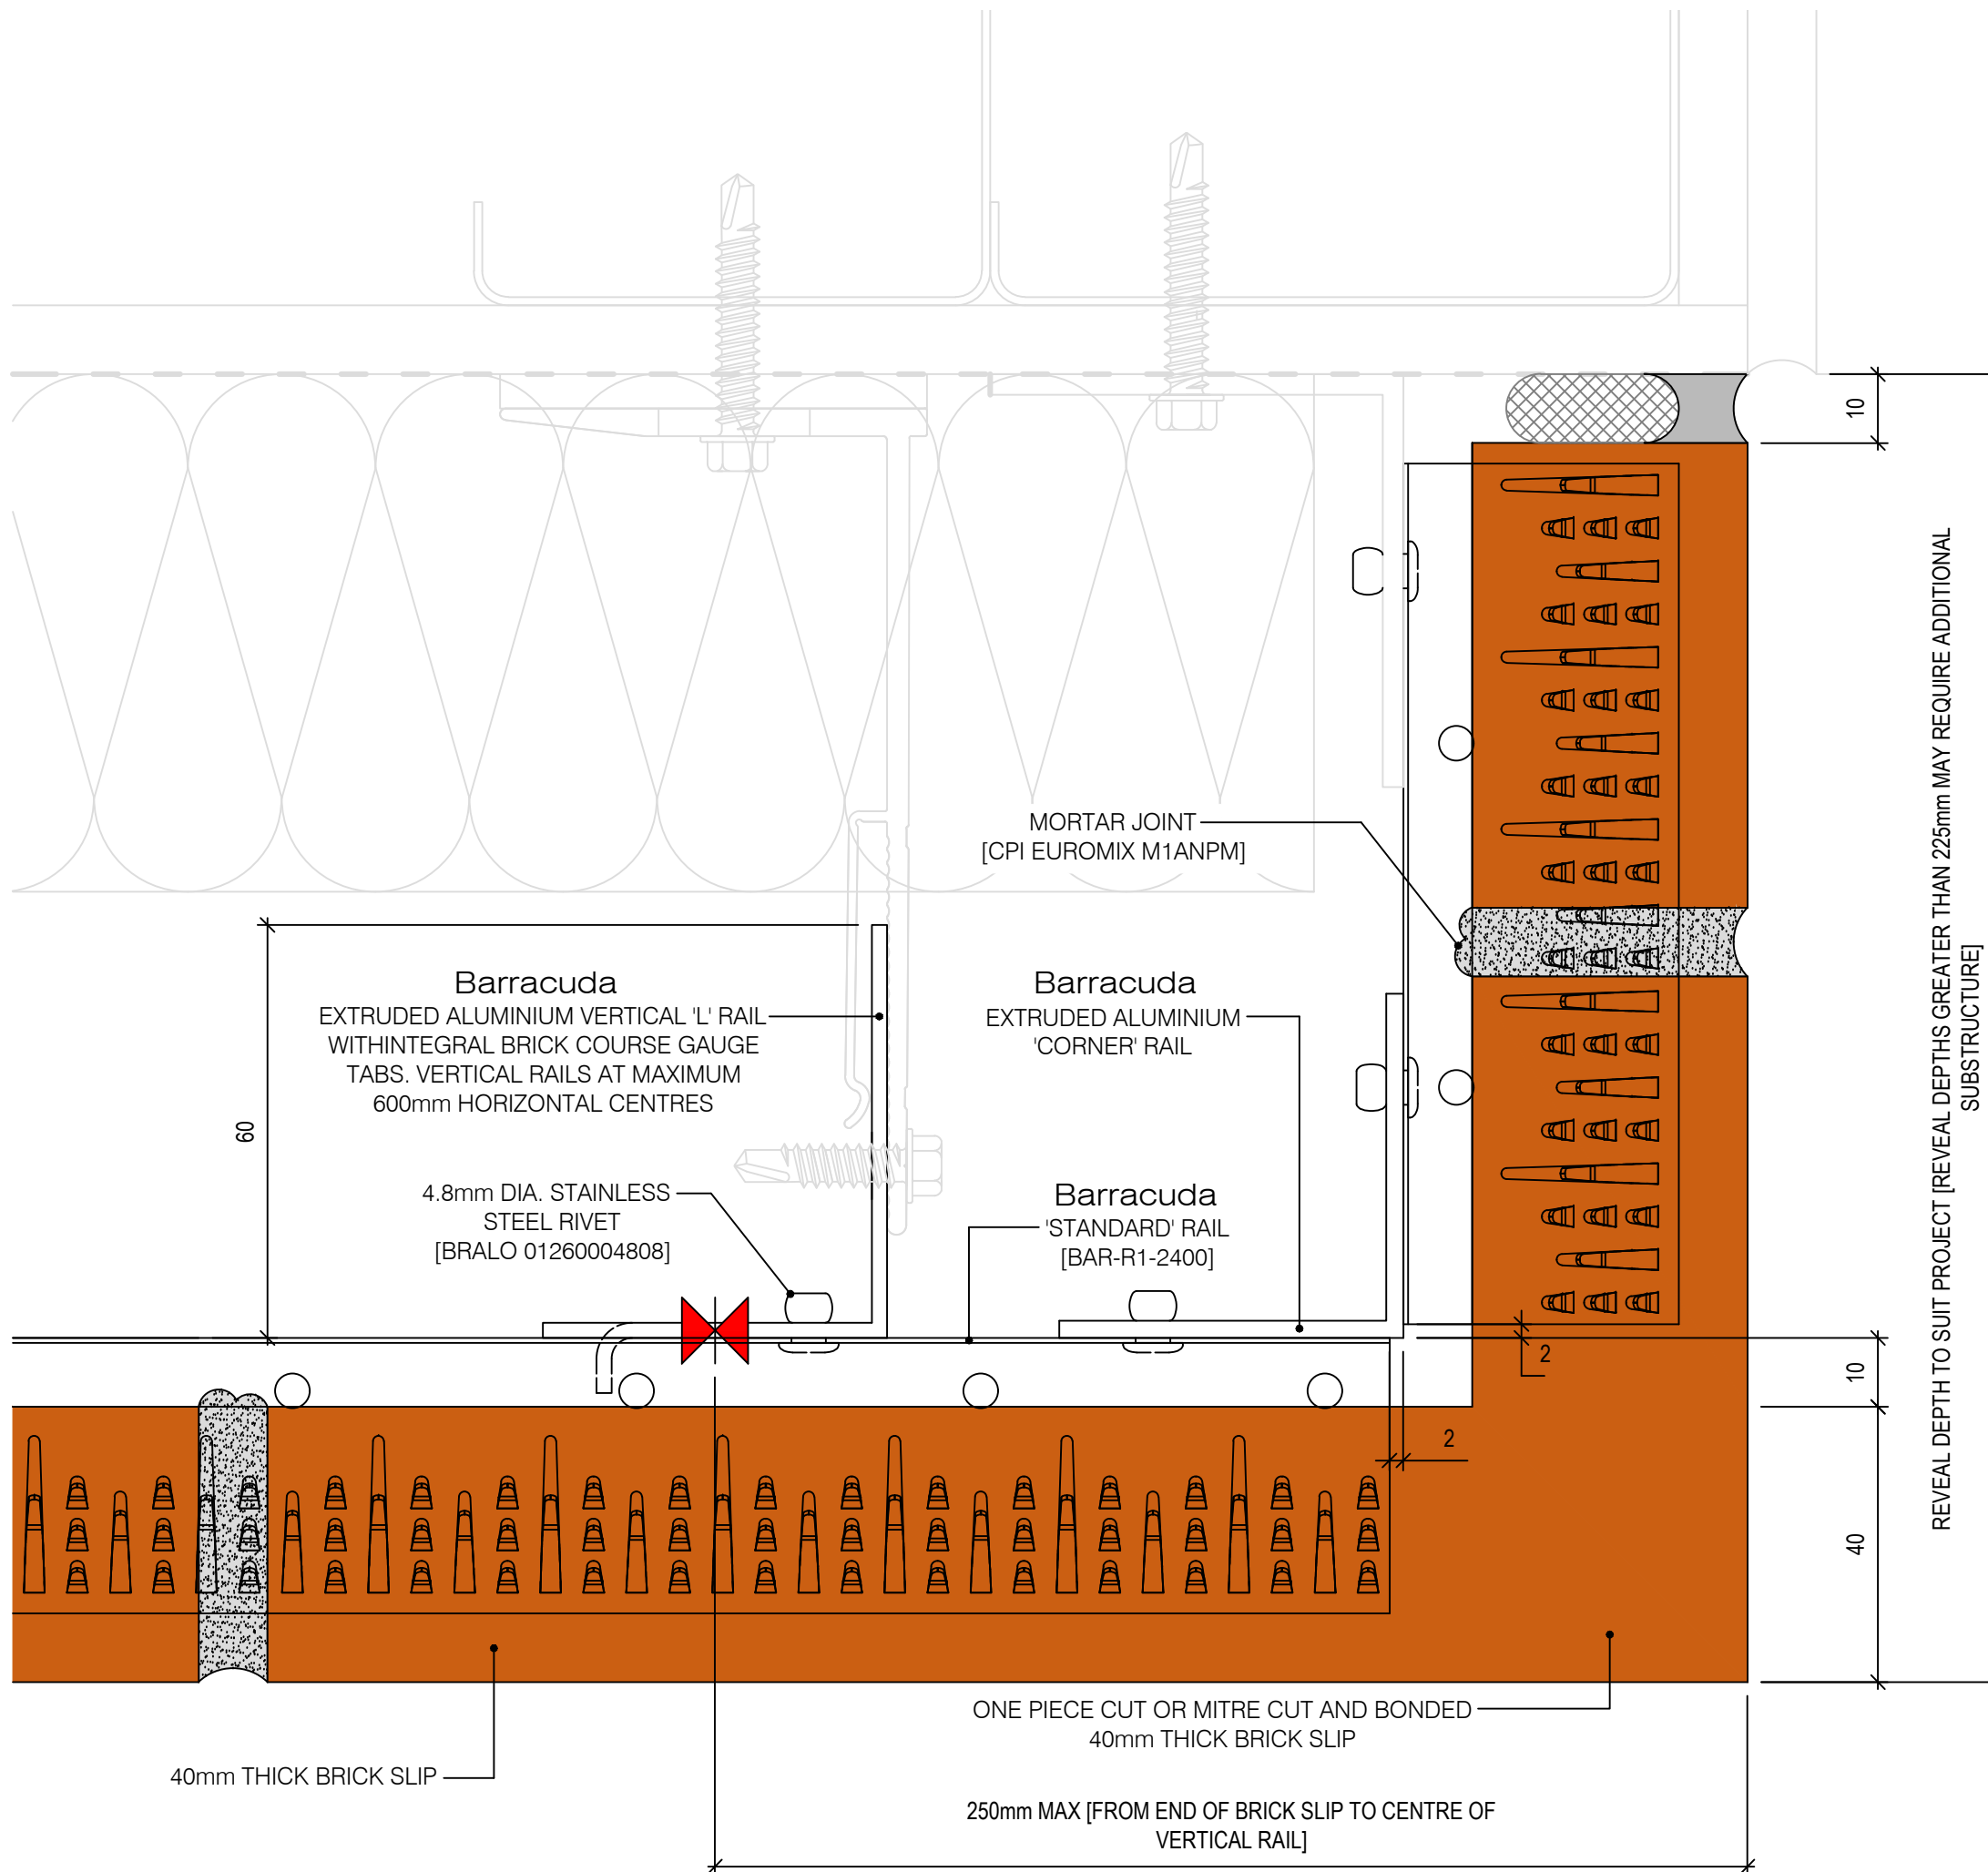 10
MORTAR JOINT
[CPI EUROMIX M1ANPM]
Barracuda
EXTRUDED ALUMINIUM VERTICAL 'L' RAIL
WITHINTEGRAL BRICK COURSE GAUGE
TABS. VERTICAL RAILS AT MAXIMUM
600mm HORIZONTAL CENTRES
Barracuda
EXTRUDED ALUMINIUM
'CORNER' RAIL
60
4.8mm DIA. STAINLESS
STEEL RIVET
[BRALO 01260004808]
Barracuda
'STANDARD' RAIL
[BAR-R1-2400]
REVEAL DEPTH TO SUIT PROJECT [REVEAL DEPTHS GREATER THAN 225mm MAY REQUIRE ADDITIONAL
SUBSTRUCTURE]
2
10
2
40
ONE PIECE CUT OR MITRE CUT AND BONDED
40mm THICK BRICK SLIP
40mm THICK BRICK SLIP
250mm MAX [FROM END OF BRICK SLIP TO CENTRE OF
VERTICAL RAIL]